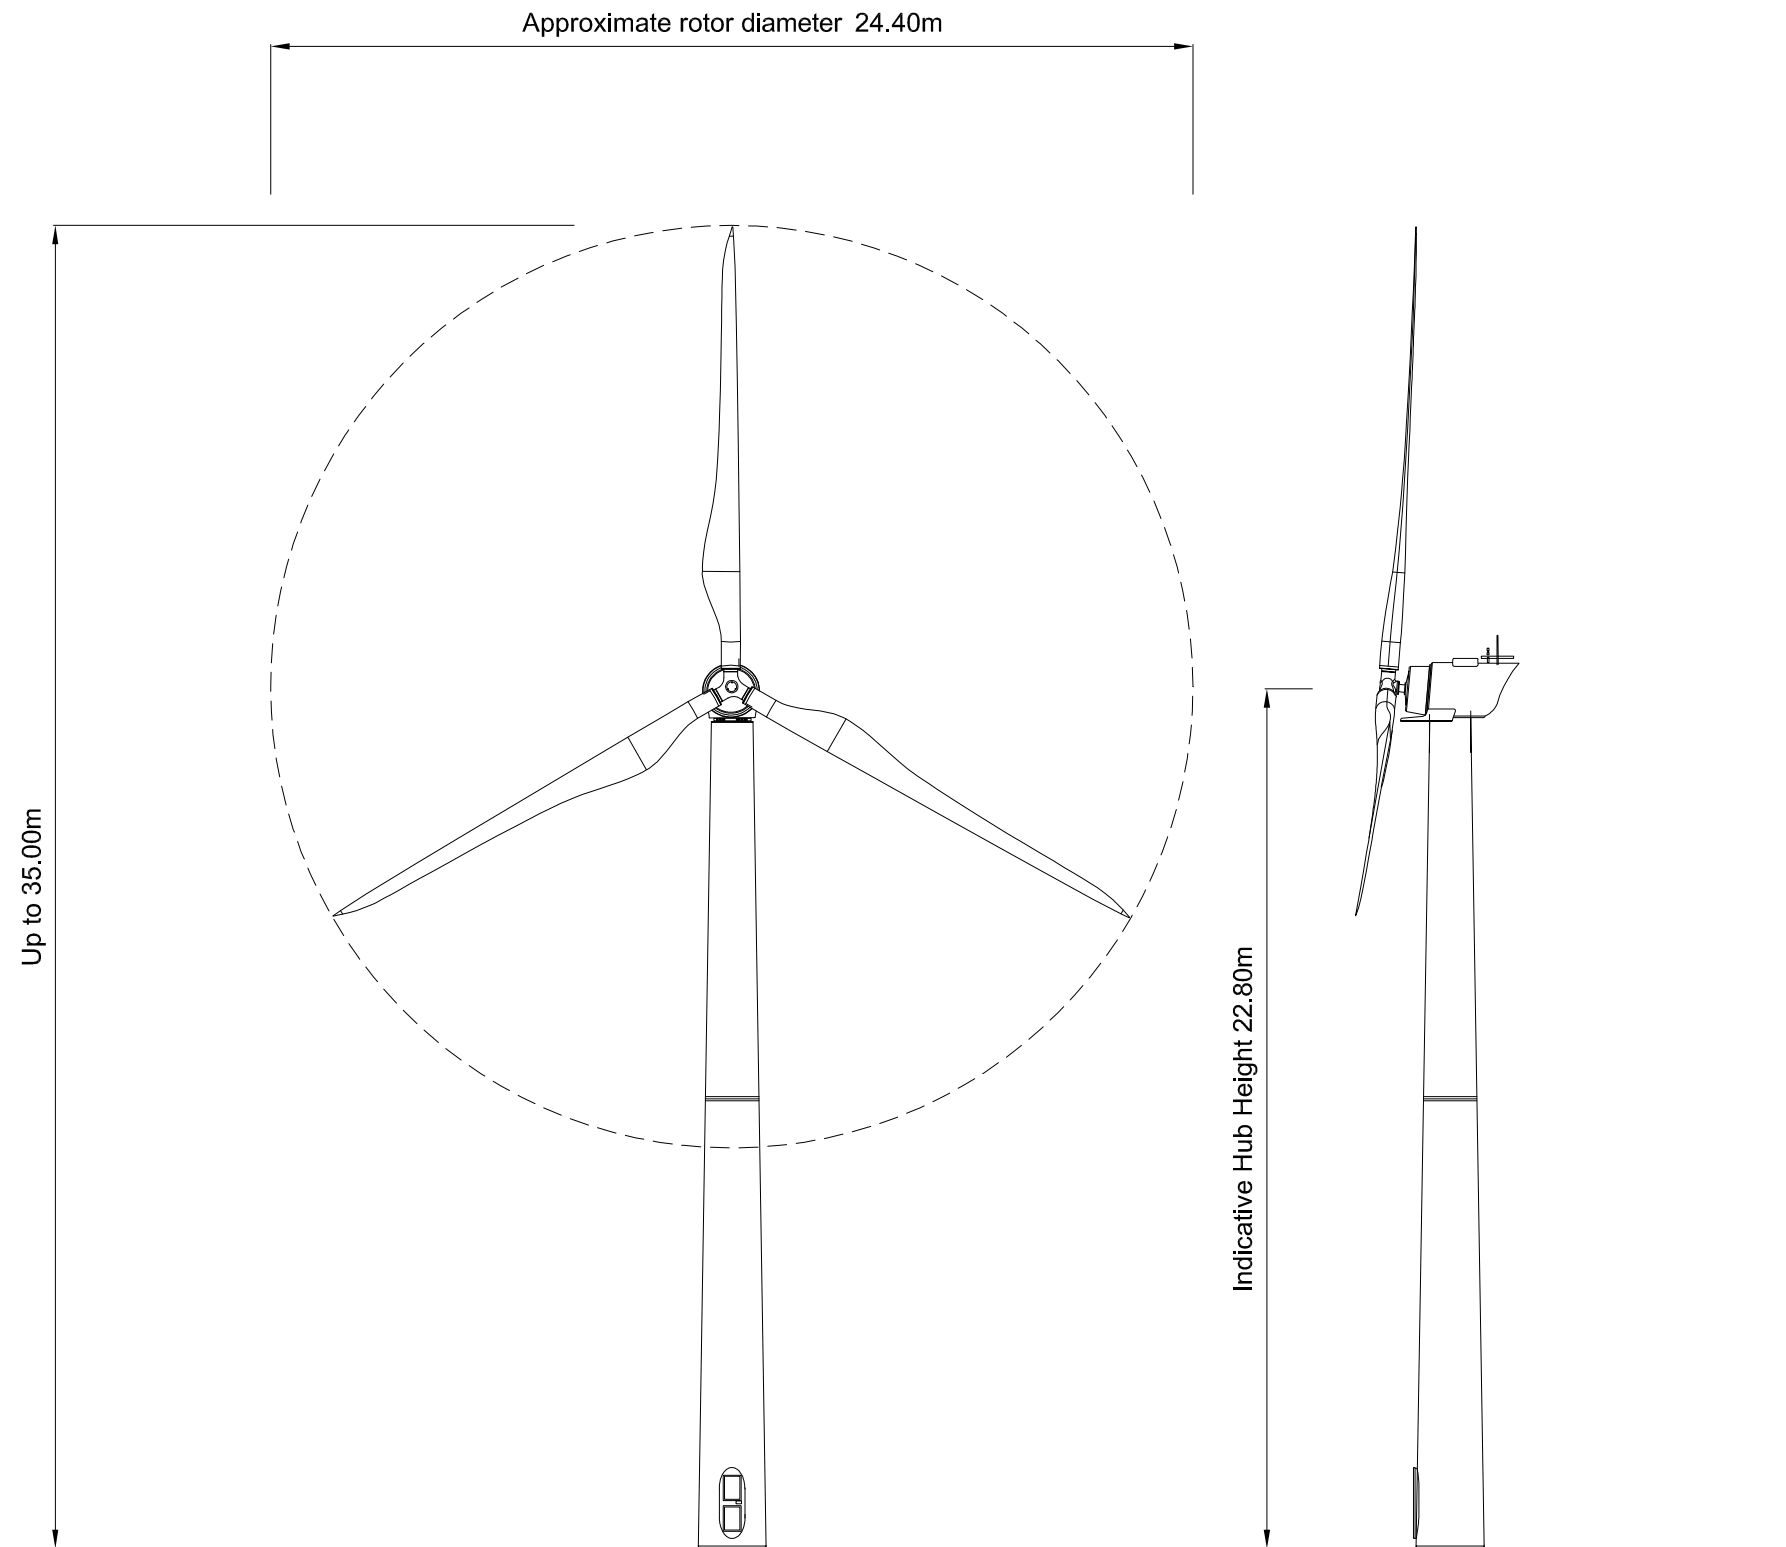 Approximate rotor diameter 24.40m
Up to 35.00m
Indicative Hub Height 22.80m